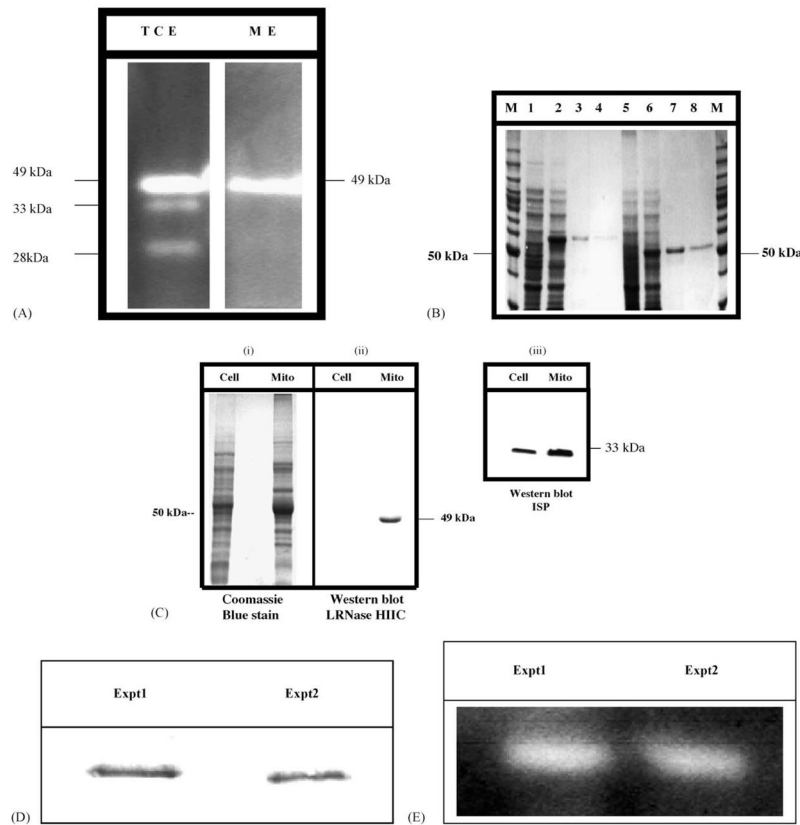 T C E M E
49 kDa
33 kDa
28kDa
49 kDa
(A)
M 1 2 3 4 5 6 7 8 M
50 kDa
50 kDa
(B)
(i) (ii)
Cell Mito Cell Mito
50 kDa--
49 kDa
Coomassie
Blue stain
Western blot
LRNase HIIC
(C)
(iii)
Cell Mito
33 kDa
Western blot
ISP
Expt1 Expt2
(D)
Expt1 Expt2
(E)